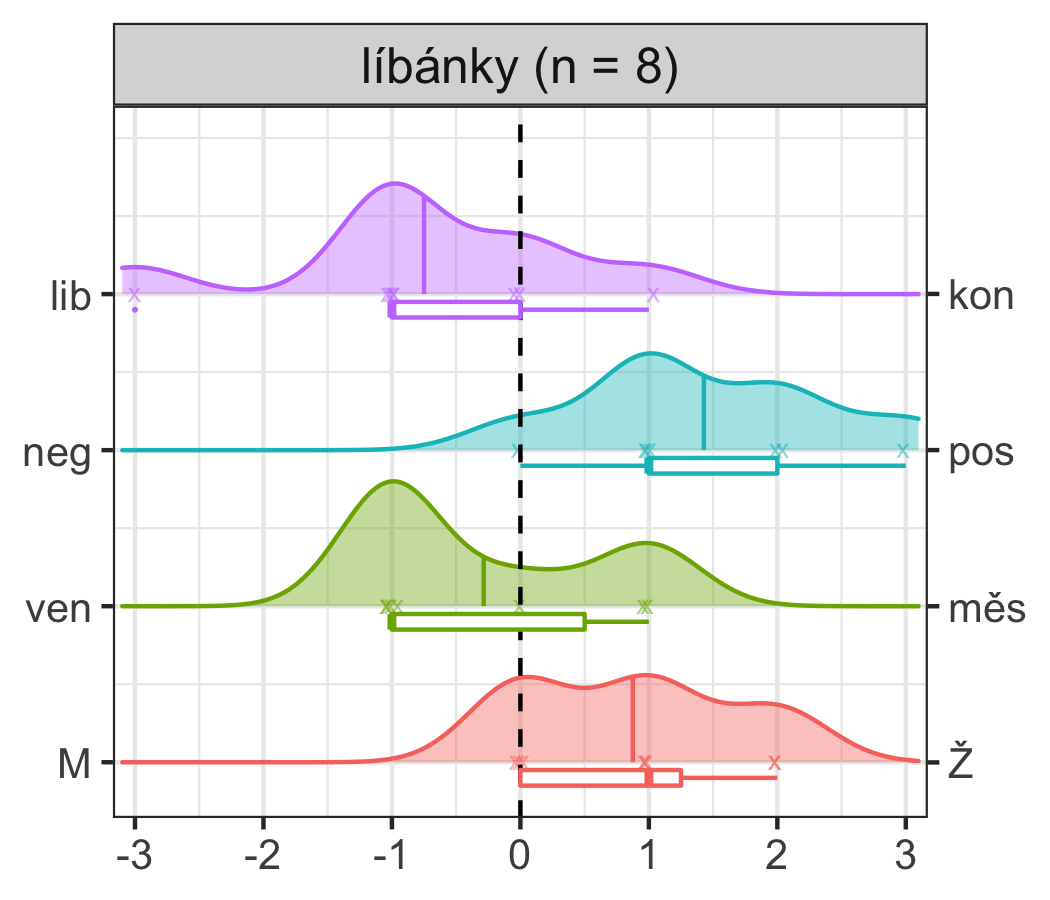 líbánky (n = 8)
lib kon
neg pos
ven měs
M Ž
-3 -2 -1 0 1 2 3